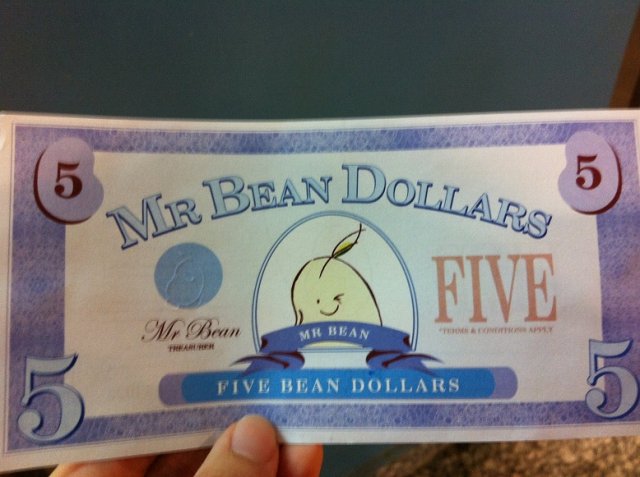 5
5
MR BEAN DOLLARS
FIVE
*TERMS & CONDITIONS APPLY
Mr Bean
TREASURER
MR BEAN
FIVE BEAN DOLLARS
5
5